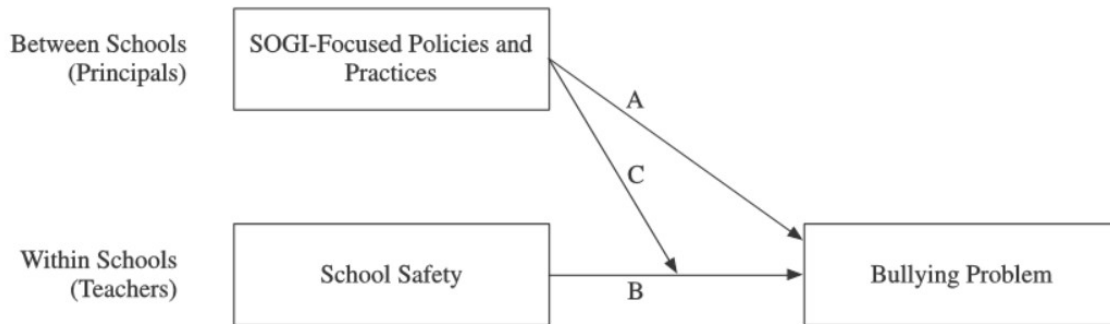 Between Schools
(Principals)
SOGI-Focused Policies and
Practices
A
C
Within Schools
(Teachers)
School Safety
B
Bullying Problem